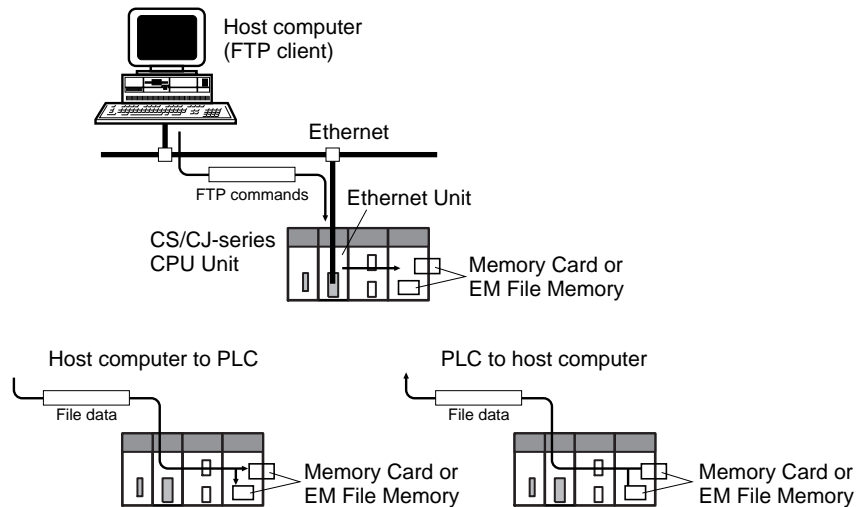 Host computer
(FTP client)
Ethernet
FTP commands
Ethernet Unit
CS/CJ-series
CPU Unit
Memory Card or
EM File Memory
Host computer to PLC
File data
Memory Card or
EM File Memory
PLC to host computer
File data
Memory Card or
EM File Memory